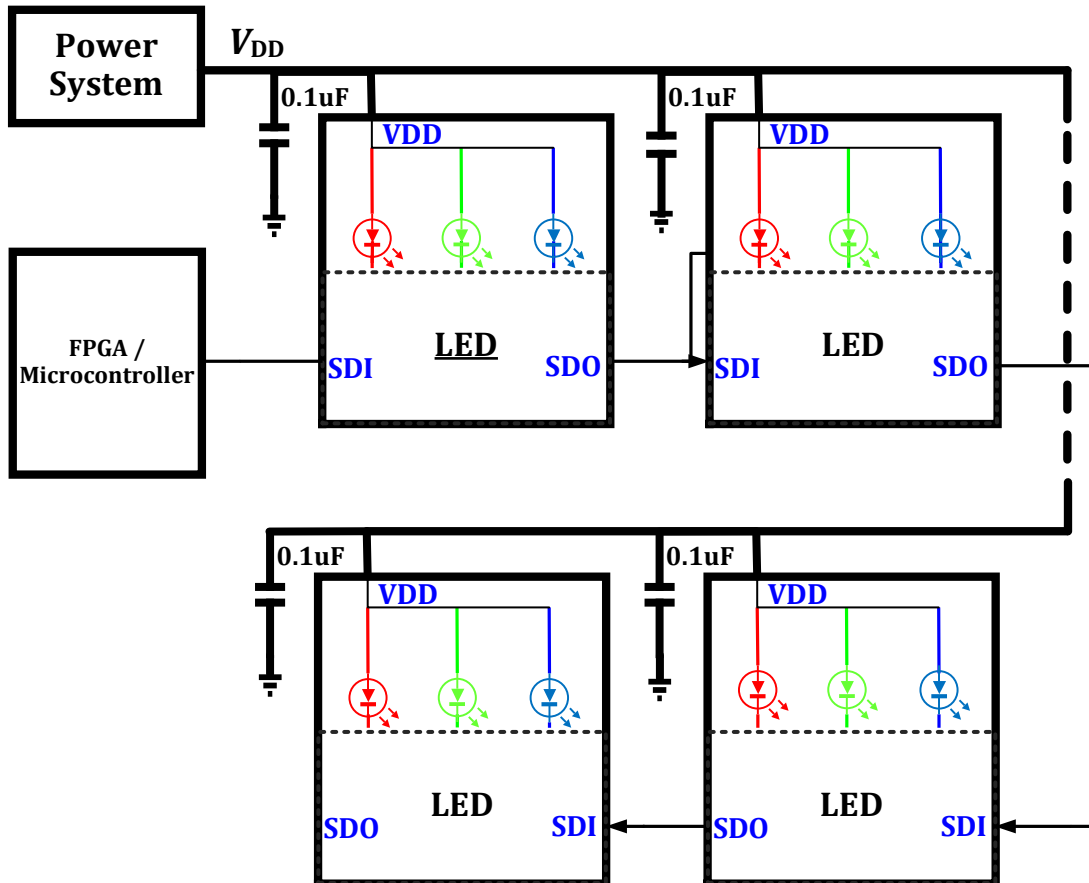 Power
System
VDD
0.1uF
0.1uF
VDD
VDD
FPGA /
Microcontroller
LED
SDI
SDO
LED
SDI
SDO
0.1uF
0.1uF
VDD
VDD
LED
SDO
SDI
LED
SDO
SDI